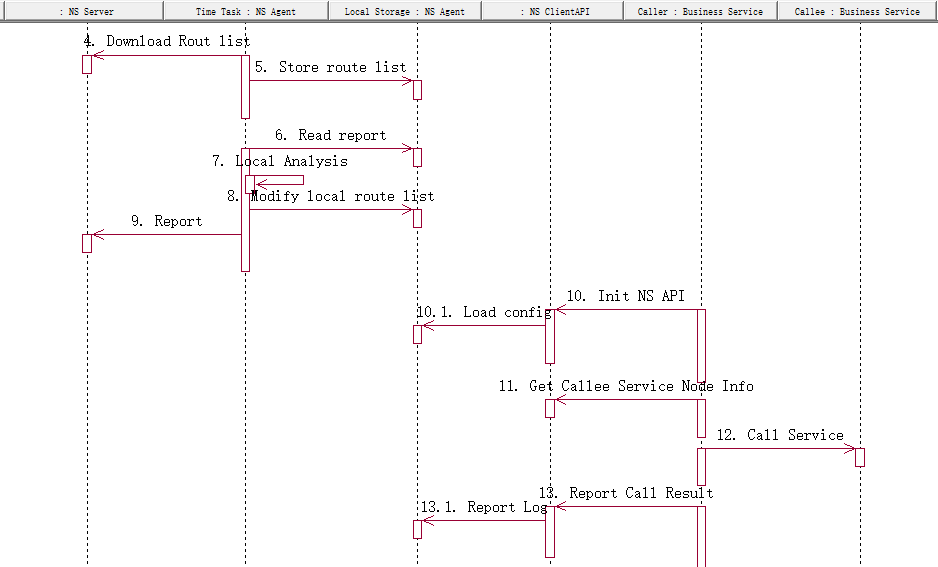 : NS Server
Time Task : NS Agent
Local Storage : NS Agent
: NS ClientAPI
Caller : Business Service
Callee : Business Service
4. Download Rout list
5. Store route list
6. Read report
7. Local Analysis
8. Modify local route list
9. Report
10. Init NS API
10.1. Load config
11. Get Callee Service Node Info
12. Call Service
13. Report Call Result
13.1. Report Log